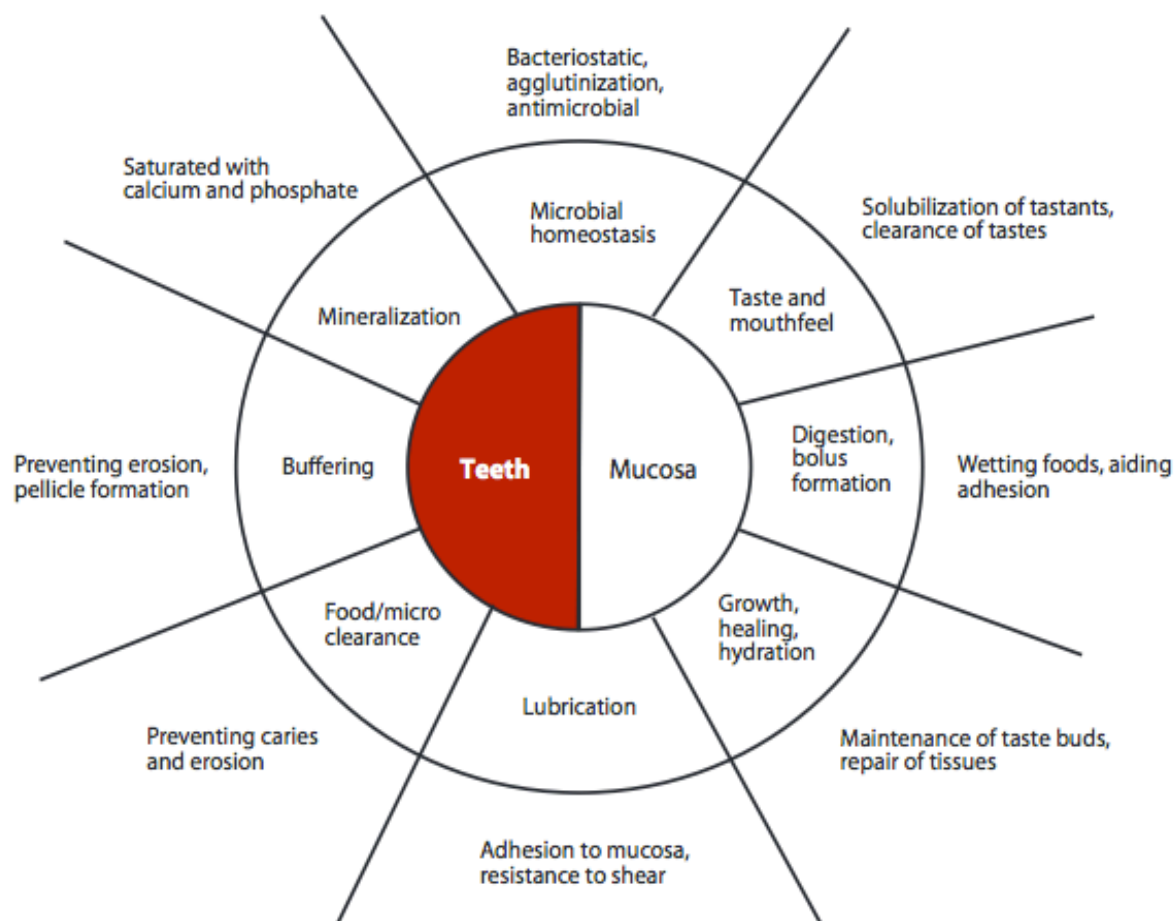 Bacteriostatic,
agglutinization,
antimicrobial
Saturated with
calcium and phosphate
Microbial
homeostasis
Solubilization of tastants,
clearance of tastes
Mineralization
Taste and
mouthfeel
Preventing erosion,
pellicle formation
Buffering
Teeth
Mucosa
Digestion,
bolus
formation
Wetting foods, aiding
adhesion
Food/micro
clearance
Growth,
healing,
hydration
Lubrication
Preventing caries
and erosion
Maintenance of taste buds,
repair of tissues
Adhesion to mucosa,
resistance to shear